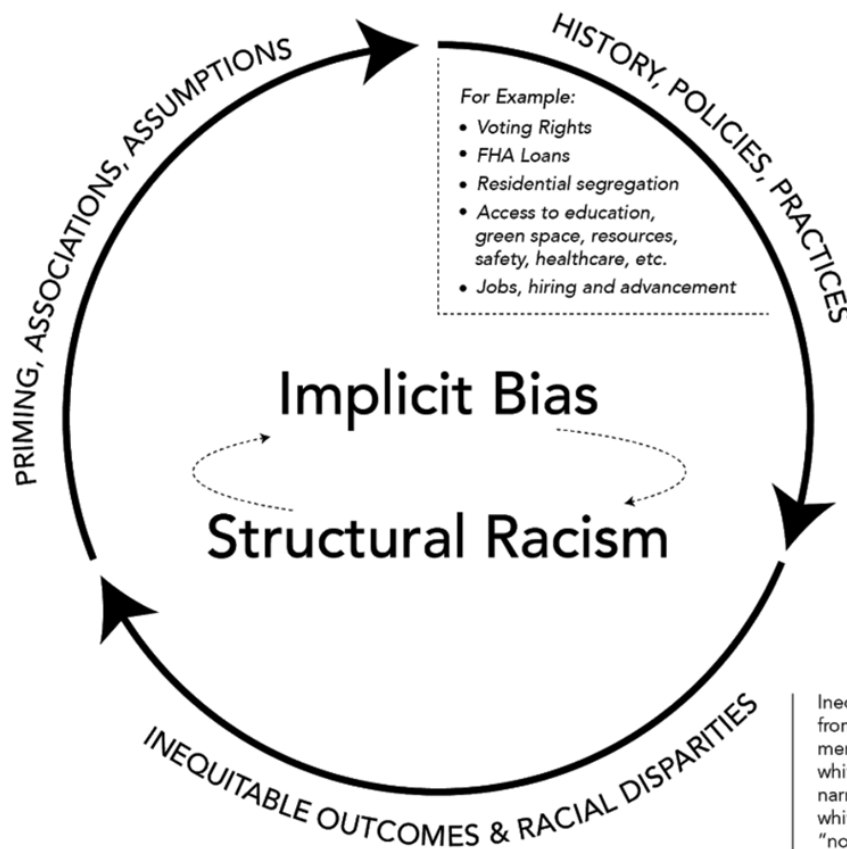 PRIMING, ASSOCIATIONS, ASSUMPTIONS
HISTORY, POLICIES, PRACTICES
For Example:
• Voting Rights
• FHA Loans
• Residential segregation
• Access to education,
green space, resources,
safety, healthcare, etc.
• Jobs, hiring and advancement
Implicit Bias
Structural Racism
INEQUITABLE OUTCOMES & RACIAL DISPARITIES
from